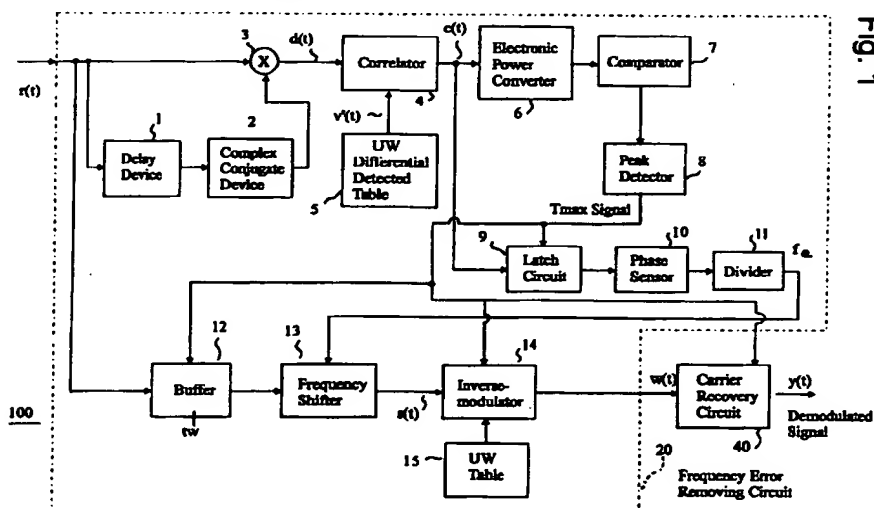 Fig. 1
r(t)
3
X
d(t)
Correlator
4
c(t)
Electronic
Power
Converter
6
Comparator
7
1
Delay
Device
2
Complex
Conjugate
Device
v'(t)
UW
Differential
Detected
Table
5
Peak
Detector
8
Tmax Signal
9
Latch
Circuit
10
Phase
Sensor
11
Divider
fe
12
Buffer
tw
13
Frequency
Shifter
s(t)
14
Inverse-
modulator
15
UW
Table
w(t)
Carrier
Recovery
Circuit
40
y(t)
Demodulated
Signal
20
Frequency Error
Removing Circuit
100